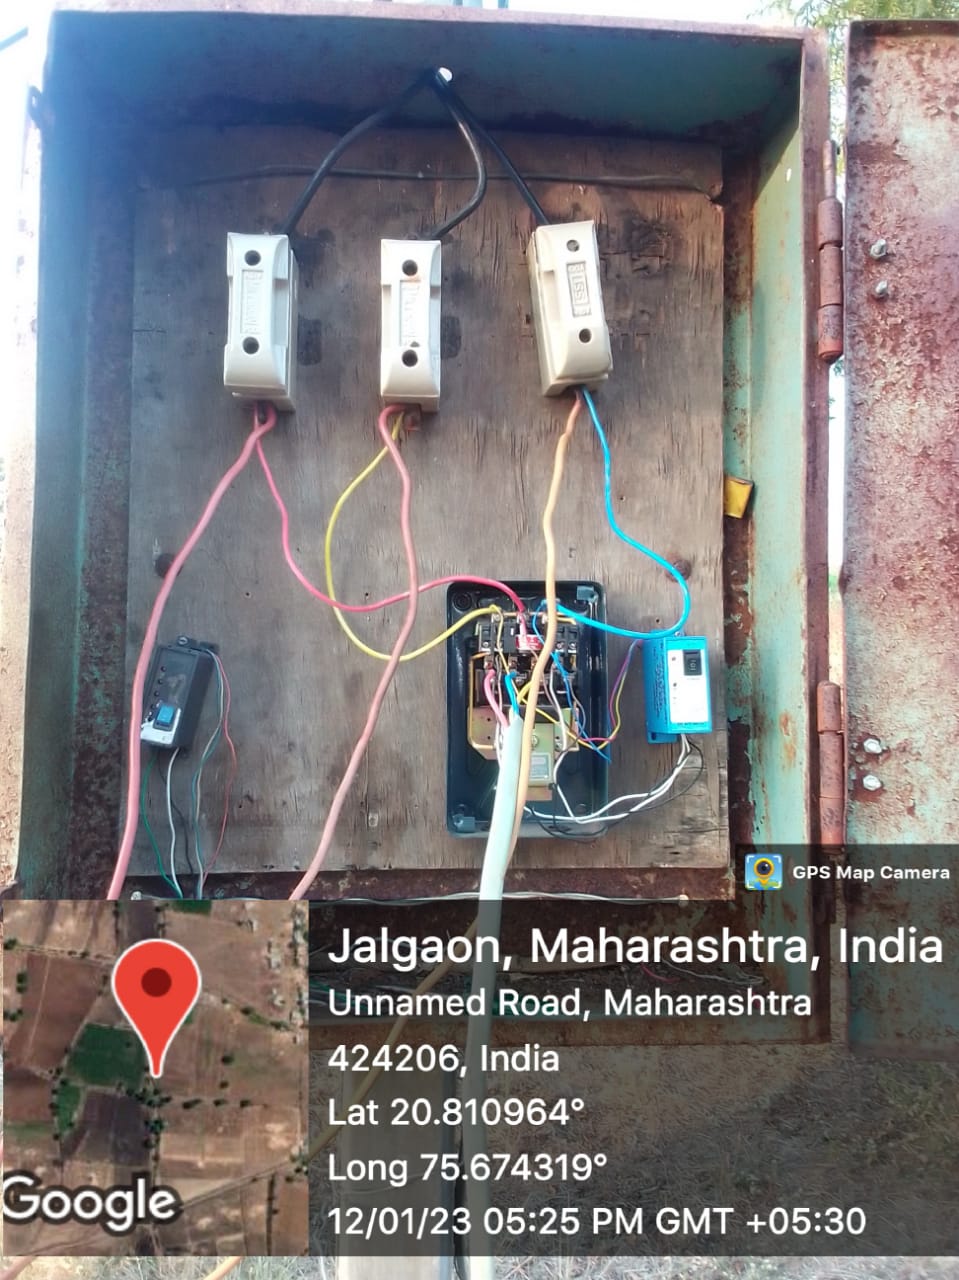 GPS Map Camera
Jalgaon, Maharashtra, India
Unnamed Road, Maharashtra
424206, India
Lat 20.810964°
Long 75.674319°
12/01/23 05:25 PM GMT +05:30
Google